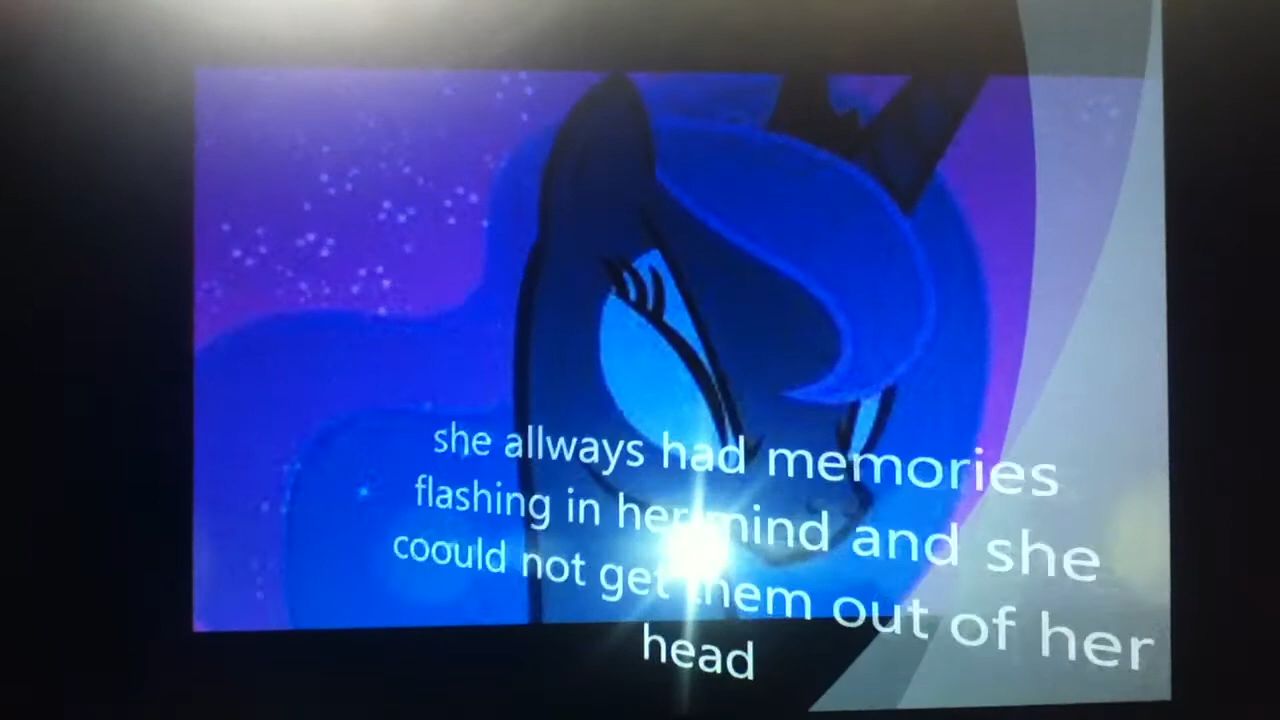 she allways had memories
flashing in her mind and she
coould not get them out of her
head